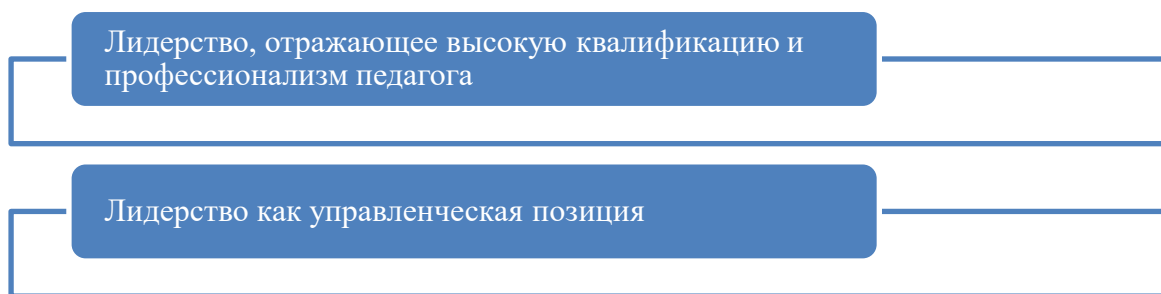 Лидерство, отражающее высокую квалификацию и
профессионализм педагога
Лидерство как управленческая позиция